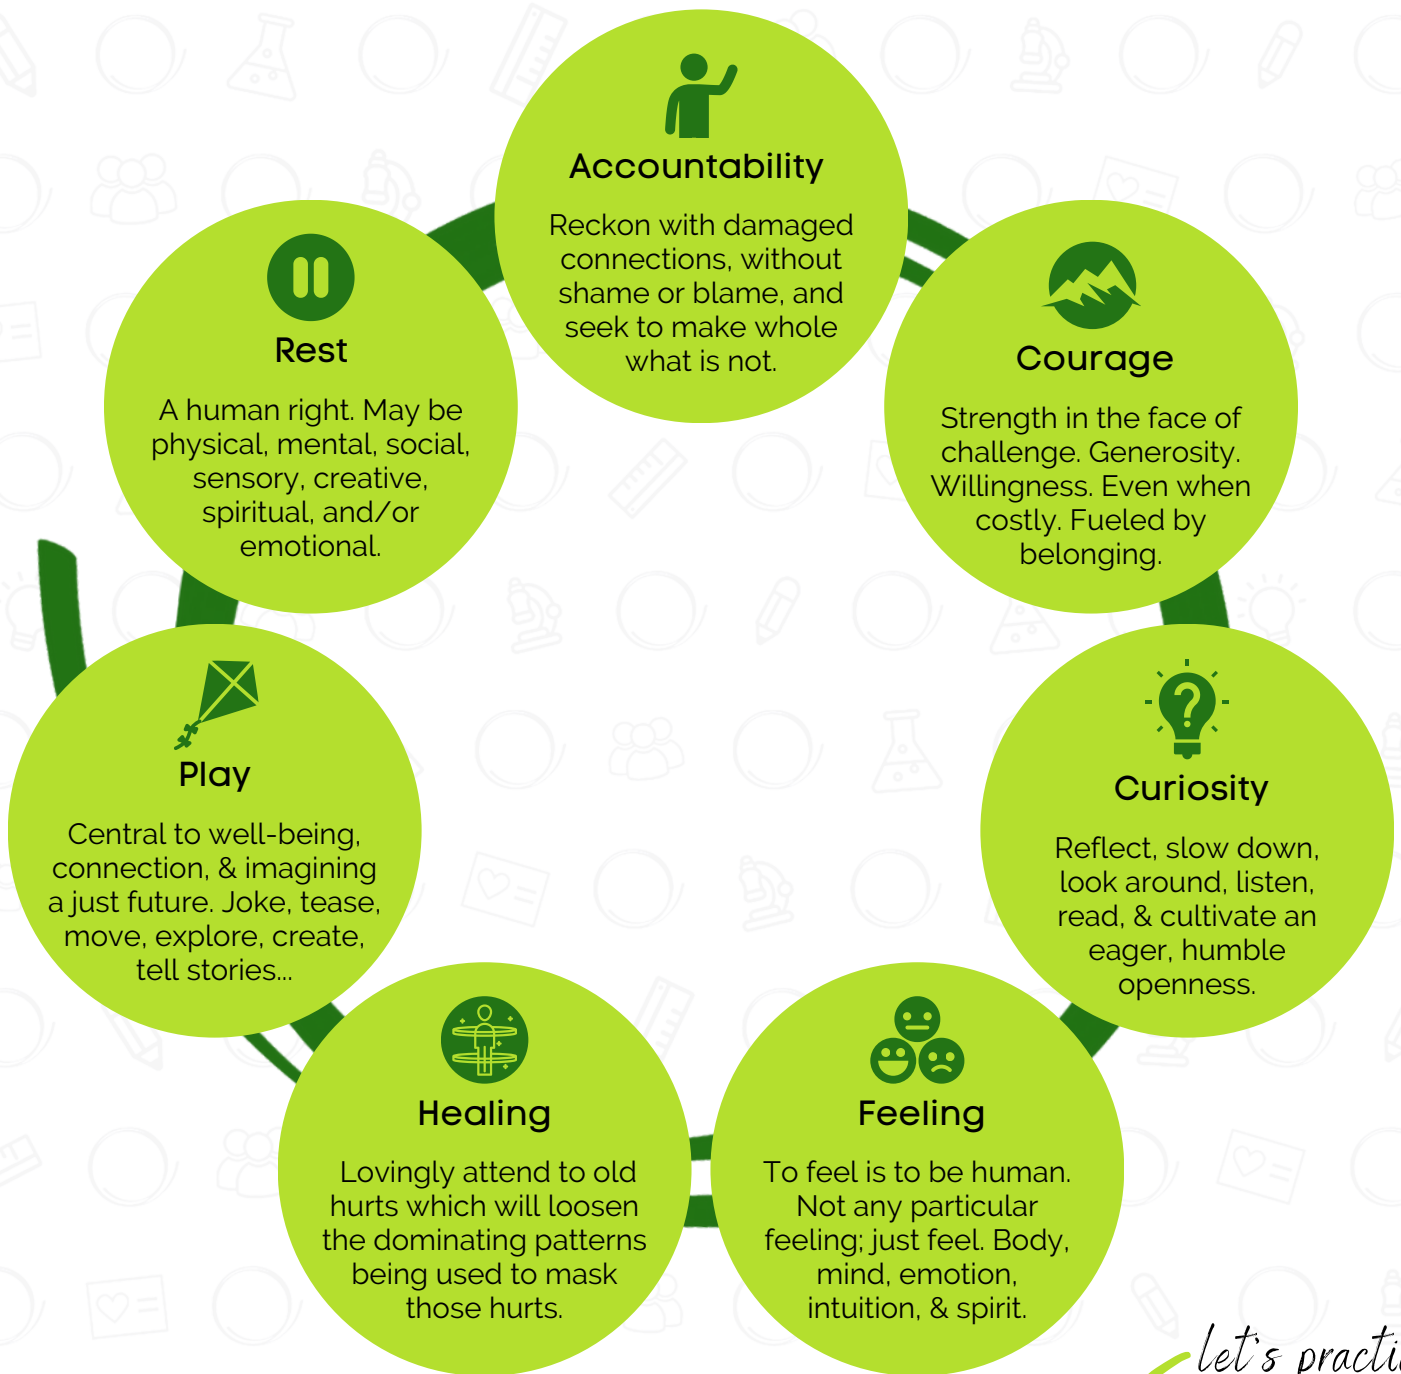 Accountability
Reckon with damaged
connections, without
shame or blame, and
seek to make whole
what is not.
Courage
Strength in the face of
challenge. Generosity.
Willingness. Even when
costly. Fueled by
belonging.
Curiosity
Reflect, slow down,
look around, listen,
read, & cultivate an
eager, humble
openness.
Feeling
To feel is to be human.
Not any particular
feeling; just feel. Body,
mind, emotion,
intuition, & spirit.
Healing
Lovingly attend to old
hurts which will loosen
the dominating patterns
being used to mask
those hurts.
Play
Central to well-being,
connection, & imagining
a just future. Joke, tease,
move, explore, create,
tell stories...
Rest
A human right. May be
physical, mental, social,
sensory, creative,
spiritual, and/or
emotional.
let's